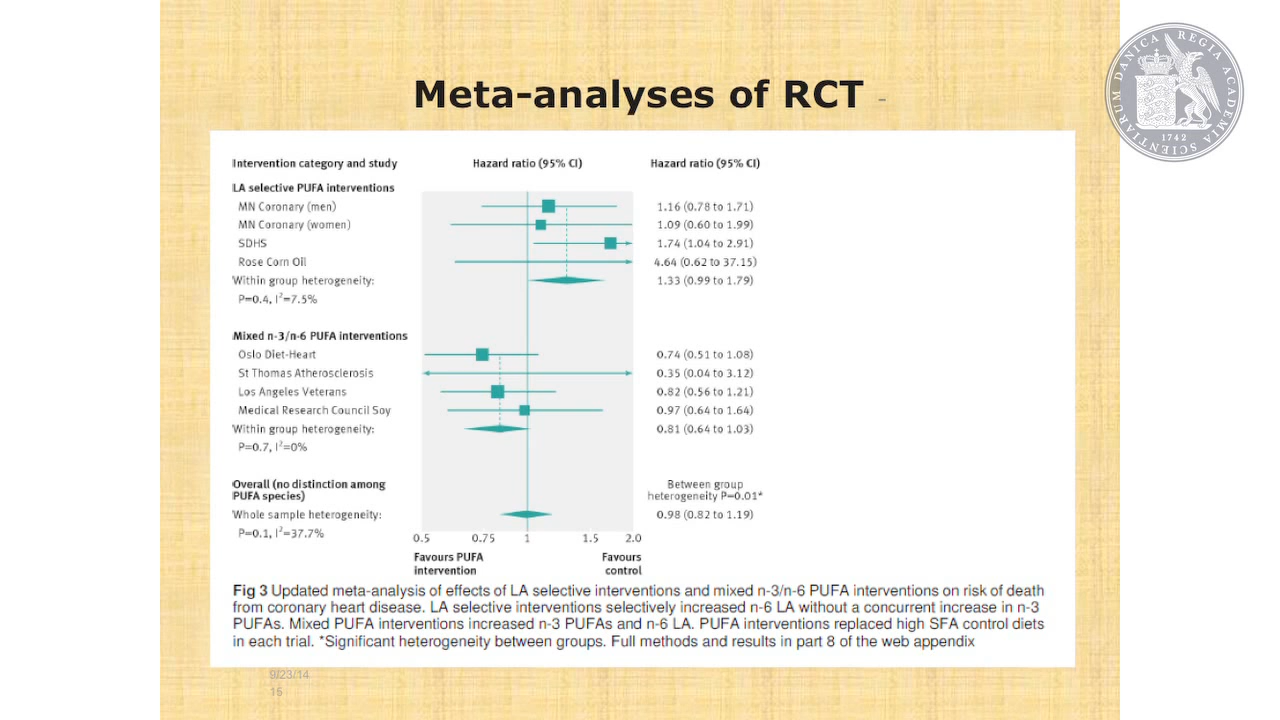 Meta-analyses of RCT -
SCIENTIARUM DANICA REGIA ACADEMIA
1742
Intervention category and study Hazard ratio (95% CI) Hazard ratio (95% CI)
LA selective PUFA interventions
MN Coronary (men) 1.16 (0.78 to 1.71)
MN Coronary (women) 1.09 (0.60 to 1.99)
SDHS 1.74 (1.04 to 2.91)
Rose Corn Oil 4.64 (0.62 to 37.15)
Within group heterogeneity: 1.33 (0.99 to 1.79)
P=0.4, I²=7.5%
Mixed n-3/n-6 PUFA interventions
Oslo Diet-Heart 0.74 (0.51 to 1.08)
St Thomas Atherosclerosis 0.35 (0.04 to 3.12)
Los Angeles Veterans 0.82 (0.56 to 1.21)
Medical Research Council Soy 0.97 (0.64 to 1.64)
Within group heterogeneity: 0.81 (0.64 to 1.03)
P=0.7, I²=0%
Overall (no distinction among Between group
PUFA species) heterogeneity P=0.01*
Whole sample heterogeneity: 0.98 (0.82 to 1.19)
P=0.1, I²=37.7%
0.5 0.75 1 1.5 2.0
Favours PUFA Favours
intervention control
Fig 3 Updated meta-analysis of effects of LA selective interventions and mixed n-3/n-6 PUFA interventions on risk of death
from coronary heart disease. LA selective interventions selectively increased n-6 LA without a concurrent increase in n-3
PUFAs. Mixed PUFA interventions increased n-3 PUFAs and n-6 LA. PUFA interventions replaced high SFA control diets
in each trial. *Significant heterogeneity between groups. Full methods and results in part 8 of the web appendix
9/23/14
15